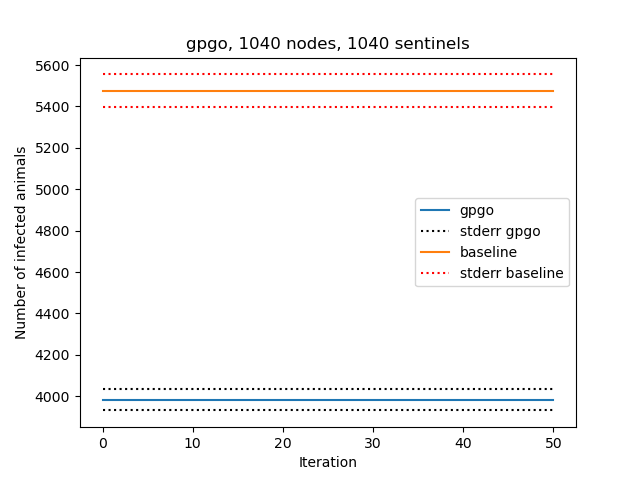 gpgo, 1040 nodes, 1040 sentinels
5600
5400
5200
5000
4800
4600
4400
4200
4000
Number of infected animals
gpgo
stderr gpgo
baseline
stderr baseline
0 10 20 30 40 50
Iteration